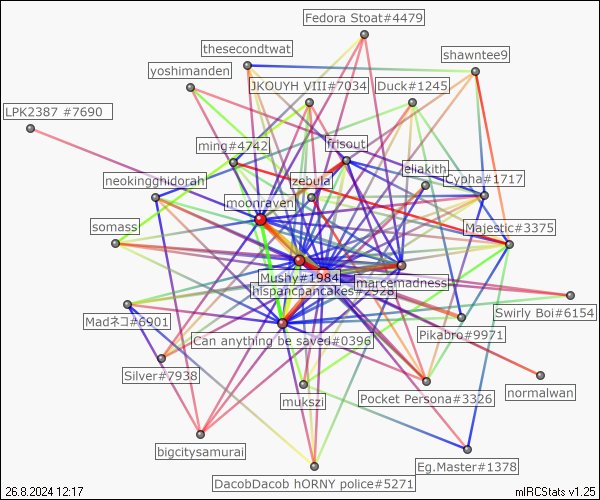 Fedora Stoat#4479
thesecondtwat
shawntee9
yoshimanden
JKOUYH VIII#7034
Duck#1245
LPK2387 #7690
ming#4742
frisout
eliakith
neokingghidorah
zebula
Cypha#1717
moonraven
somass
Majestic#3375
Mushy#1984
marcemadness
hispancpancakes#2928
Swirly Boi#6154
Madネコ#6901
Can anything be saved#0396
Pikabro#9971
Silver#7938
mukszi
Pocket Persona#3326
normalwan
bigcitysamurai
Eg.Master#1378
DacobDacob hORNY police#5271
26.8.2024 12:17
mIRCStats v1.25